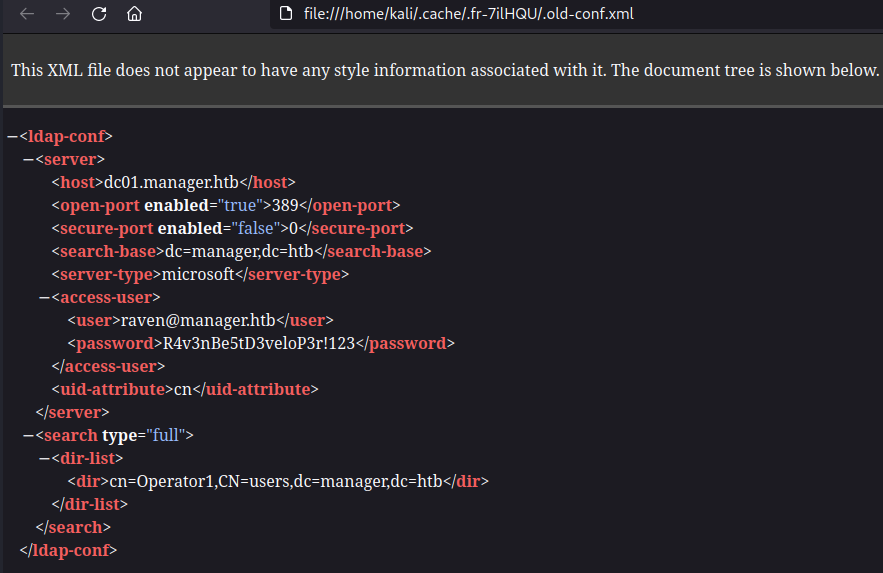 file:///home/kali/.cache/.fr-7ilHQU/.old-conf.xml
This XML file does not appear to have any style information associated with it. The document tree is shown below.
−<ldap-conf>
−<server>
<host>dc01.manager.htb</host>
<open-port enabled="true">389</open-port>
<secure-port enabled="false">0</secure-port>
<search-base>dc=manager,dc=htb</search-base>
<server-type>microsoft</server-type>
−<access-user>
<user>raven@manager.htb</user>
<password>R4v3nBe5tD3veloP3r!123</password>
</access-user>
<uid-attribute>cn</uid-attribute>
</server>
−<search type="full">
−<dir-list>
<dir>cn=Operator1,CN=users,dc=manager,dc=htb</dir>
</dir-list>
</search>
</ldap-conf>